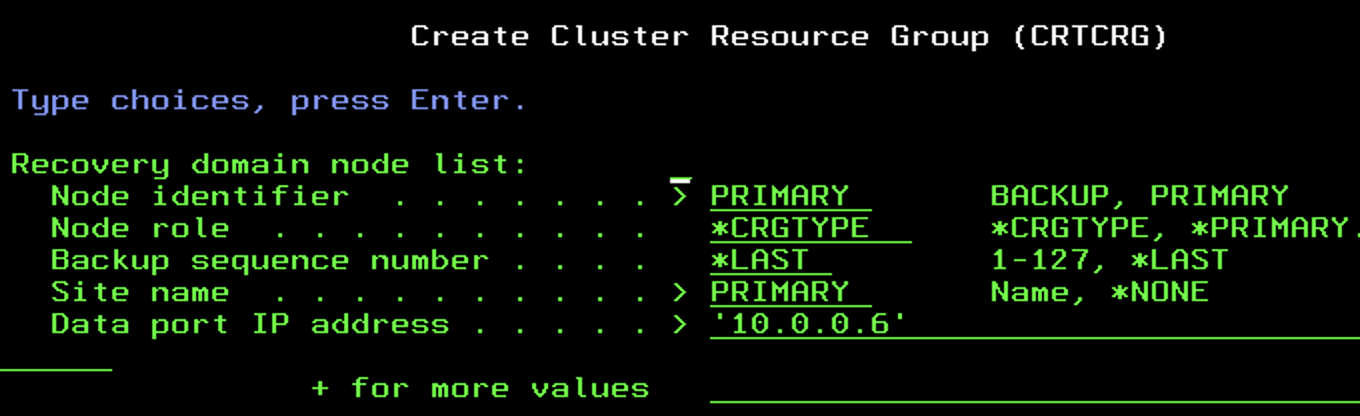 Create Cluster Resource Group (CRTCRG)
Type choices, press Enter.
Recovery domain node list:
Node identifier . . . . . . . > PRIMARY BACKUP, PRIMARY
Node role . . . . . . . . . . *CRGTYPE *CRGTYPE, *PRIMARY.
Backup sequence number . . . . *LAST 1-127, *LAST
Site name . . . . . . . . . . > PRIMARY Name, *NONE
Data port IP address . . . . . > '10.0.0.6'
+ for more values